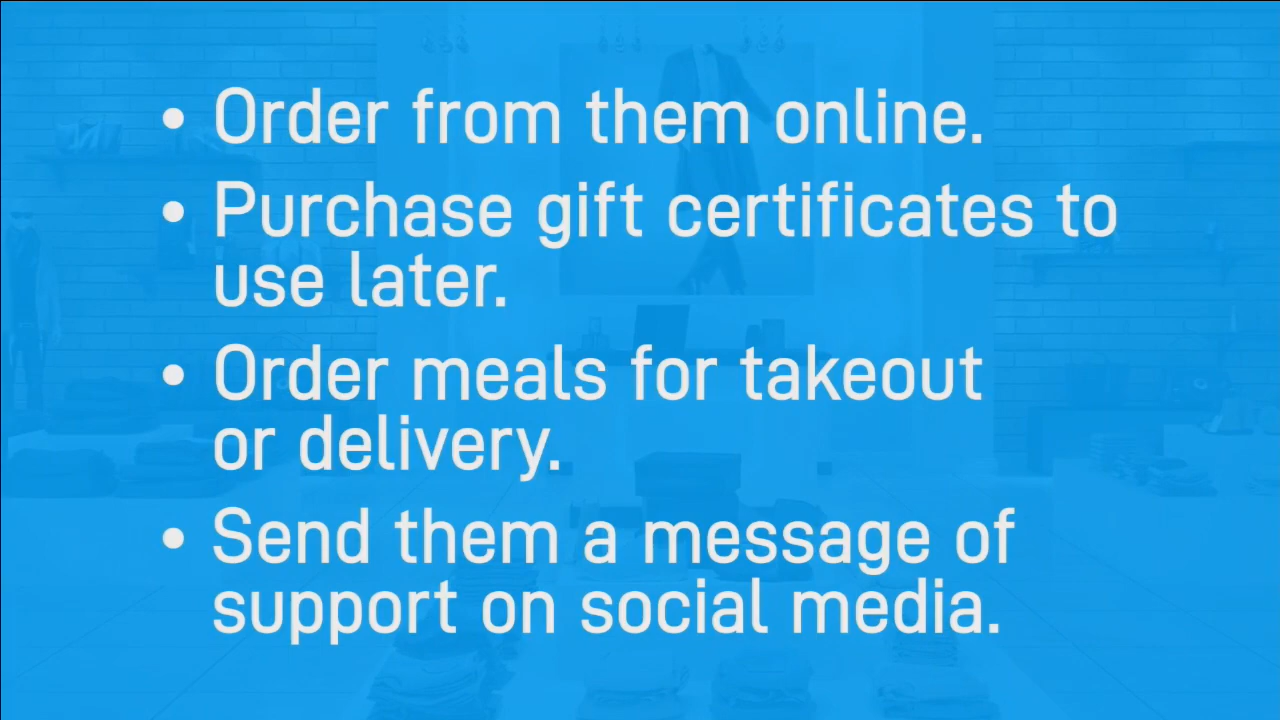 • Order from them online.
• Purchase gift certificates to
use later.
• Order meals for takeout
or delivery.
• Send them a message of
support on social media.